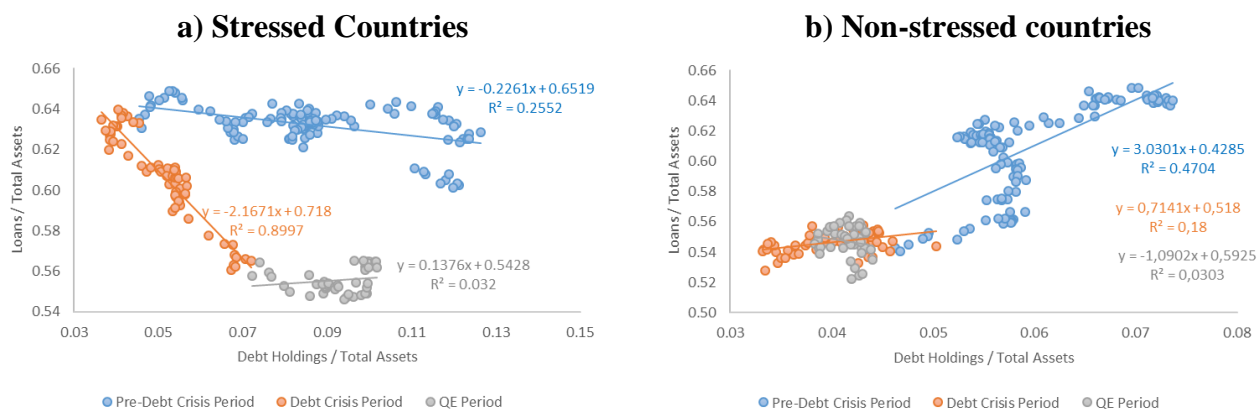 a) Stressed Countries
0.66
0.64
0.62
0.60
0.58
0.56
0.54
Loans / Total Assets
y = -0.2261x + 0.6519
R² = 0.2552
y = -2.1671x + 0.718
R² = 0.8997
y = 0.1376x + 0.5428
R² = 0.032
0.03
0.05
0.07
0.09
0.11
0.13
0.15
Debt Holdings / Total Assets
Pre-Debt Crisis Period
Debt Crisis Period
QE Period
b) Non-stressed countries
0.66
0.64
0.62
0.60
0.58
0.56
0.54
0.52
0.50
Loans / Total Assets
y = 3.0301x + 0.4285
R² = 0.4704
y = 0,7141x + 0,518
R² = 0,18
y = -1,0902x + 0,5925
R² = 0,0303
0.03
0.04
0.05
0.06
0.07
0.08
Debt Holdings / Total Assets
Pre-Debt Crisis Period
Debt Crisis Period
QE Period